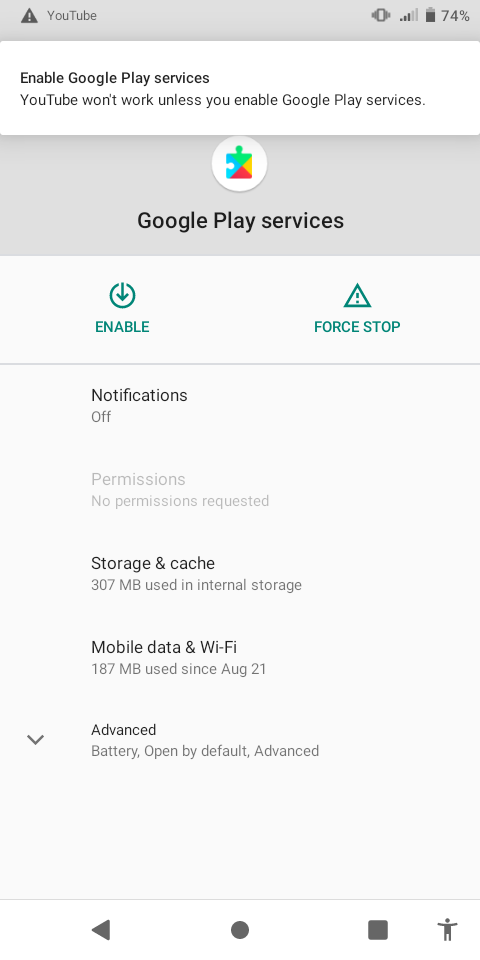 YouTube
74%
Enable Google Play services
YouTube won't work unless you enable Google Play services.
Google Play services
ENABLE
FORCE STOP
Notifications
Off
Permissions
No permissions requested
Storage & cache
307 MB used in internal storage
Mobile data & Wi-Fi
187 MB used since Aug 21
Advanced
Battery, Open by default, Advanced